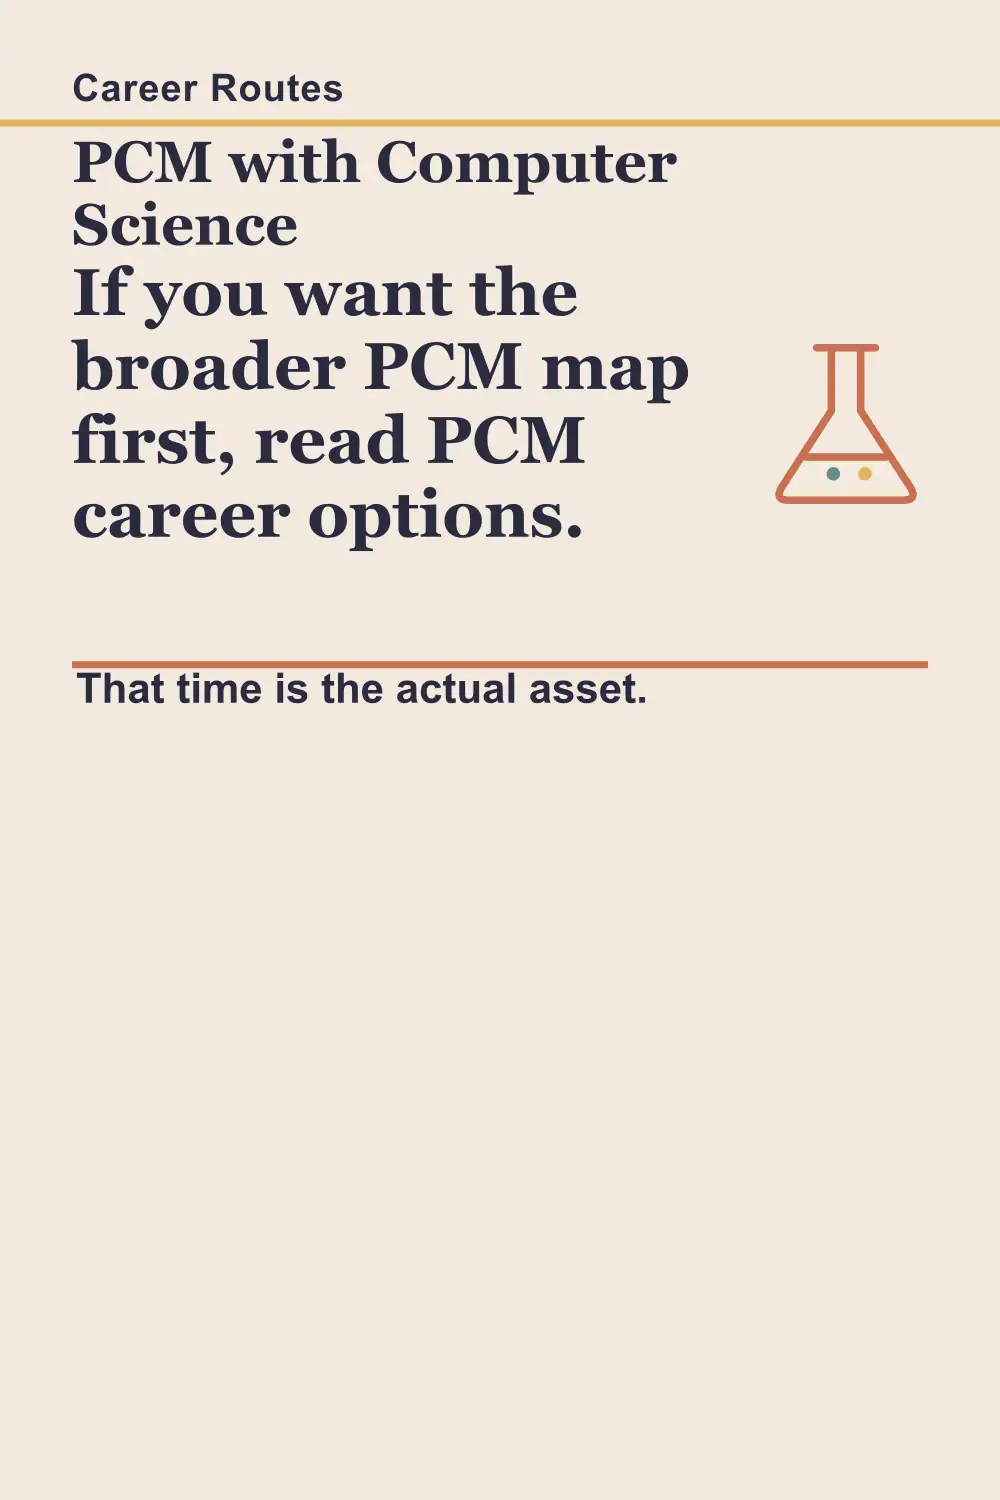 Career Routes
PCM with Computer
Science
If you want the
broader PCM map
first, read PCM
career options.
That time is the actual asset.